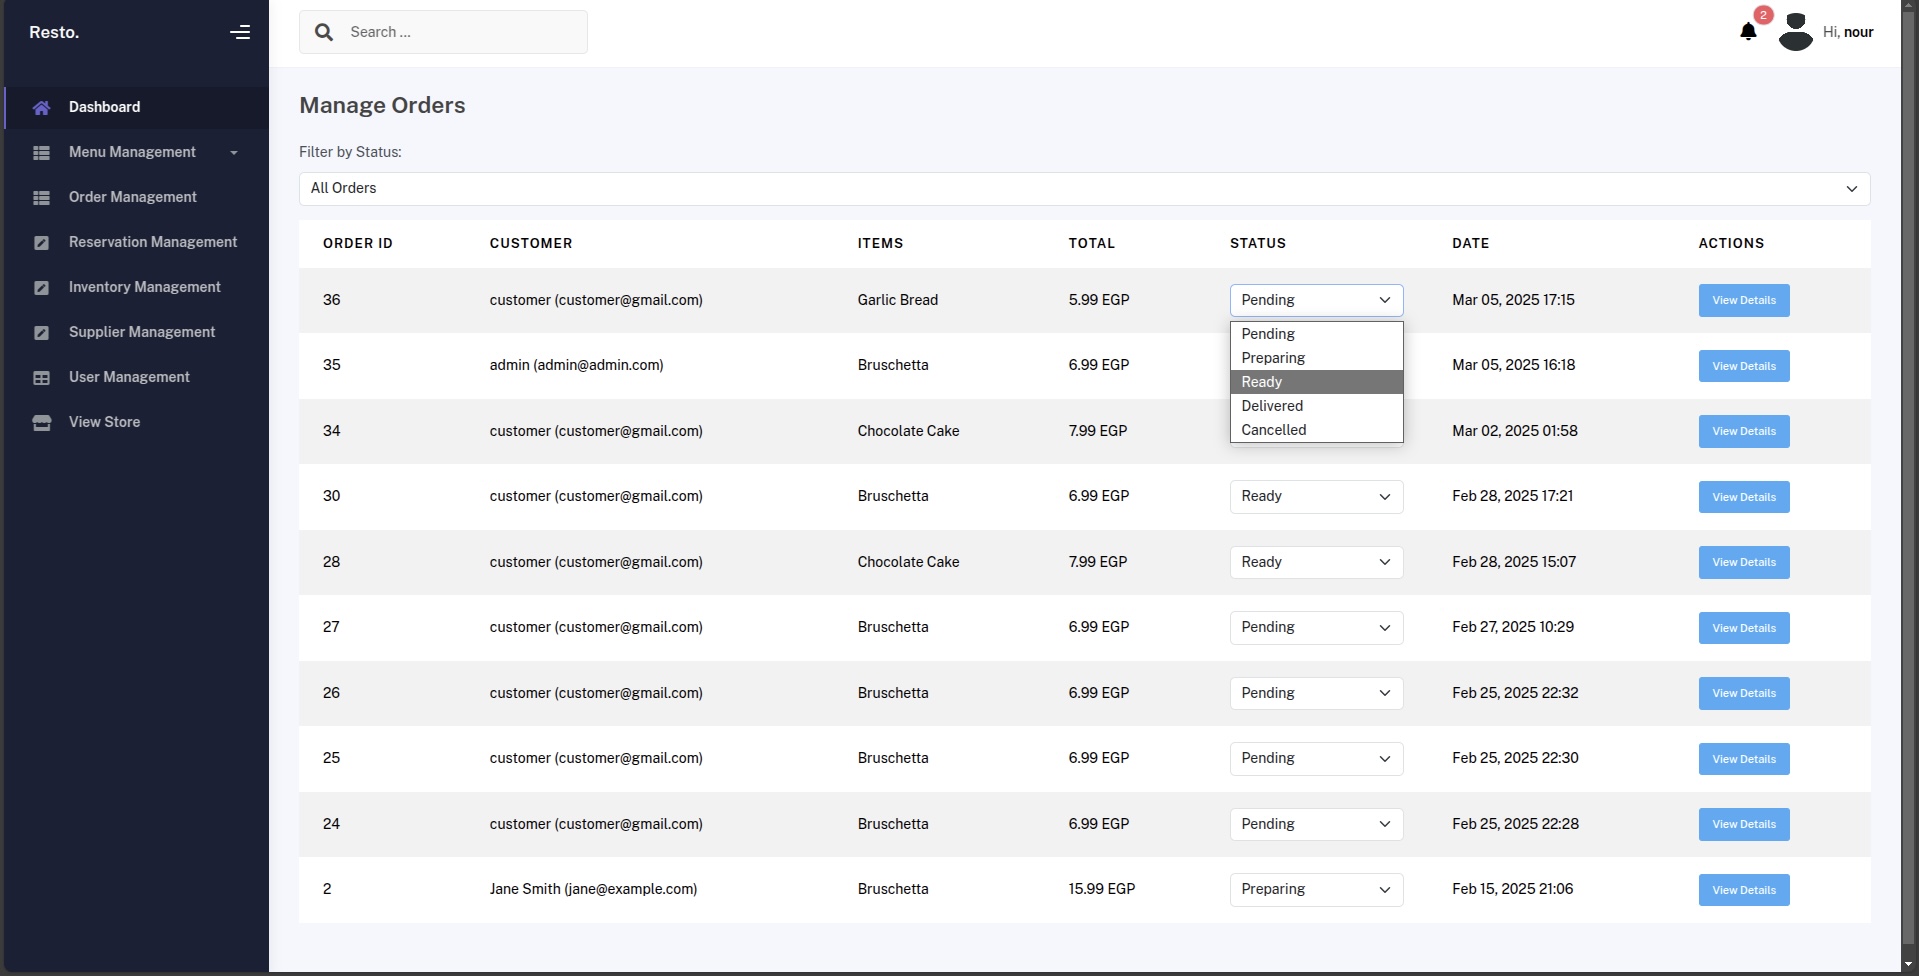 Resto.
Search ...
2
Hi, nour
Dashboard
Menu Management
Order Management
Reservation Management
Inventory Management
Supplier Management
User Management
View Store
Manage Orders
Filter by Status:
All Orders
ORDER ID CUSTOMER ITEMS TOTAL STATUS DATE ACTIONS
36 customer (customer@gmail.com) Garlic Bread 5.99 EGP Pending Mar 05, 2025 17:15 View Details
Pending
Preparing
Ready
Delivered
Cancelled
35 admin (admin@admin.com) Bruschetta 6.99 EGP Mar 05, 2025 16:18 View Details
34 customer (customer@gmail.com) Chocolate Cake 7.99 EGP Mar 02, 2025 01:58 View Details
30 customer (customer@gmail.com) Bruschetta 6.99 EGP Ready Feb 28, 2025 17:21 View Details
28 customer (customer@gmail.com) Chocolate Cake 7.99 EGP Ready Feb 28, 2025 15:07 View Details
27 customer (customer@gmail.com) Bruschetta 6.99 EGP Pending Feb 27, 2025 10:29 View Details
26 customer (customer@gmail.com) Bruschetta 6.99 EGP Pending Feb 25, 2025 22:32 View Details
25 customer (customer@gmail.com) Bruschetta 6.99 EGP Pending Feb 25, 2025 22:30 View Details
24 customer (customer@gmail.com) Bruschetta 6.99 EGP Pending Feb 25, 2025 22:28 View Details
2 Jane Smith (jane@example.com) Bruschetta 15.99 EGP Preparing Feb 15, 2025 21:06 View Details